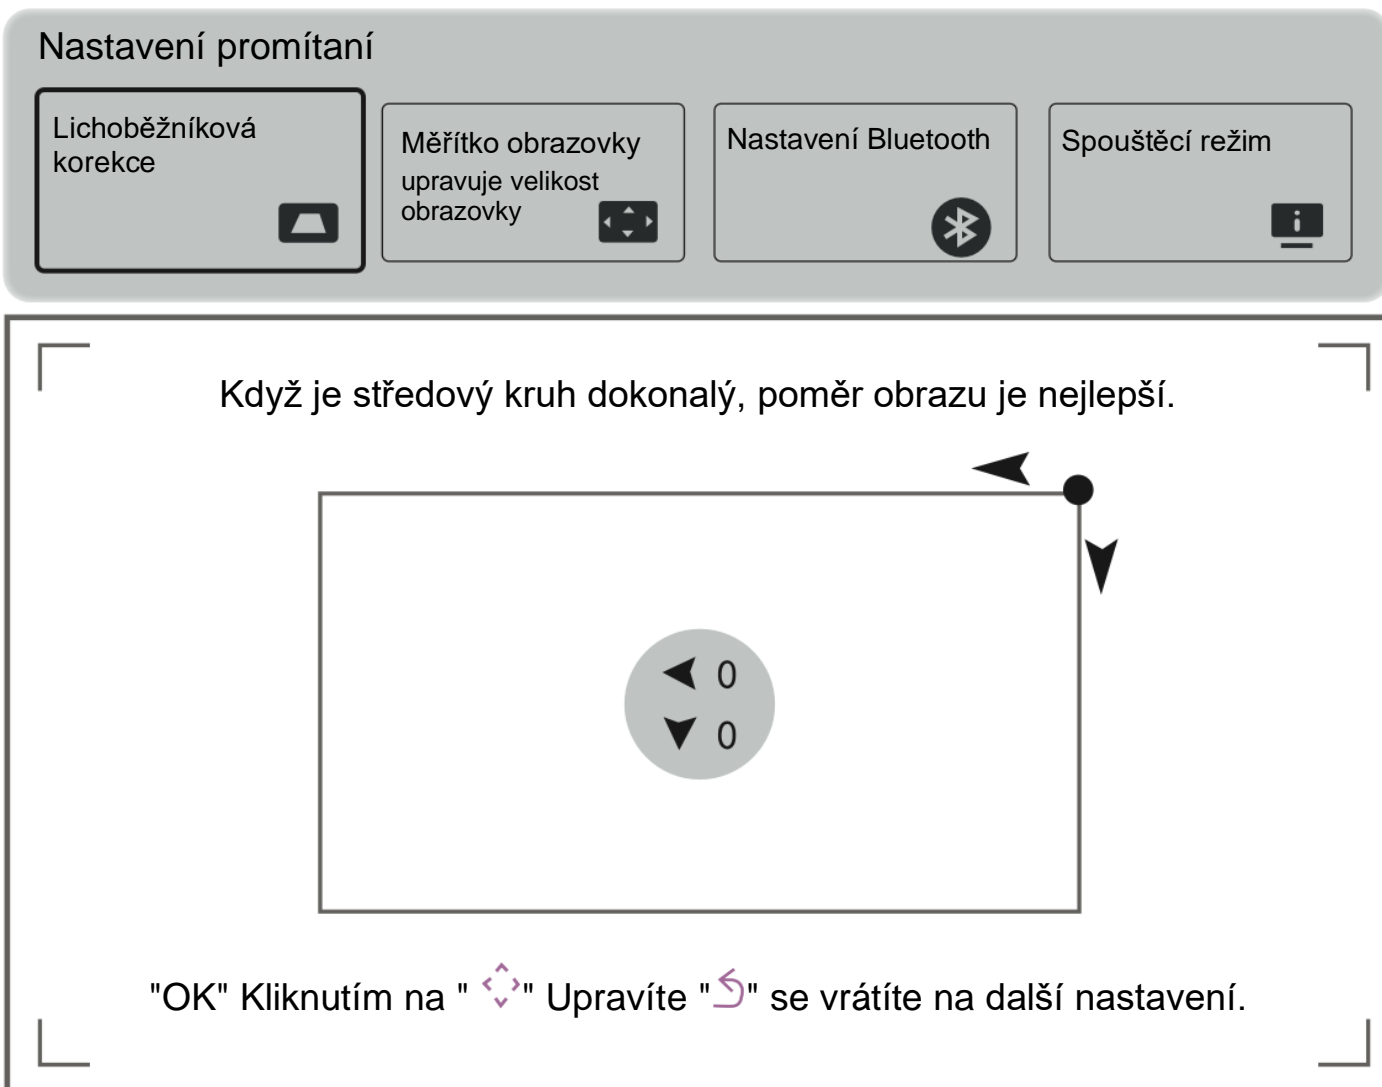 Nastavení promítaní
Lichoběžníková
korekce
Měřítko obrazovky
upravuje velikost
obrazovky
Nastavení Bluetooth
Spouštěcí režim
Když je středový kruh dokonalý, poměr obrazu je nejlepší.
0
0
"OK" Kliknutím na " " Upravíte " " se vrátíte na další nastavení.